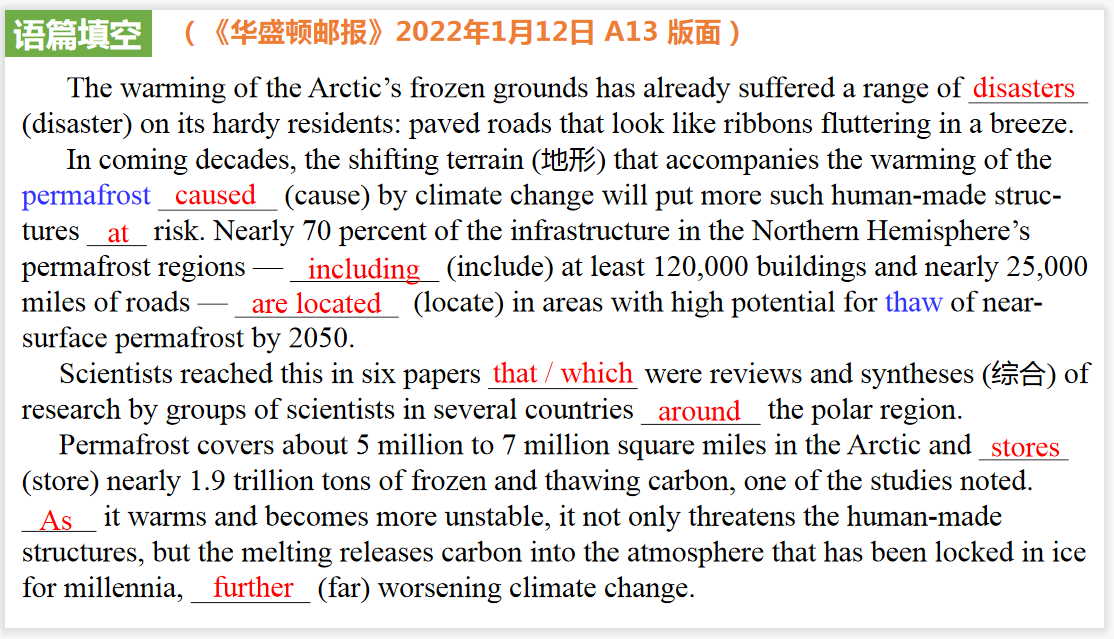 语篇填空 （《华盛顿邮报》2022年1月12日 A13 版面）
The warming of the Arctic’s frozen grounds has already suffered a range of disasters
(disaster) on its hardy residents: paved roads that look like ribbons fluttering in a breeze.
In coming decades, the shifting terrain (地形) that accompanies the warming of the
permafrost caused (cause) by climate change will put more such human-made struc-
tures at risk. Nearly 70 percent of the infrastructure in the Northern Hemisphere’s
permafrost regions — including (include) at least 120,000 buildings and nearly 25,000
miles of roads — are located (locate) in areas with high potential for thaw of near-
surface permafrost by 2050.
Scientists reached this in six papers that / which were reviews and syntheses (综合) of
research by groups of scientists in several countries around the polar region.
Permafrost covers about 5 million to 7 million square miles in the Arctic and stores
(store) nearly 1.9 trillion tons of frozen and thawing carbon, one of the studies noted.
As it warms and becomes more unstable, it not only threatens the human-made
structures, but the melting releases carbon into the atmosphere that has been locked in ice
for millennia, further (far) worsening climate change.